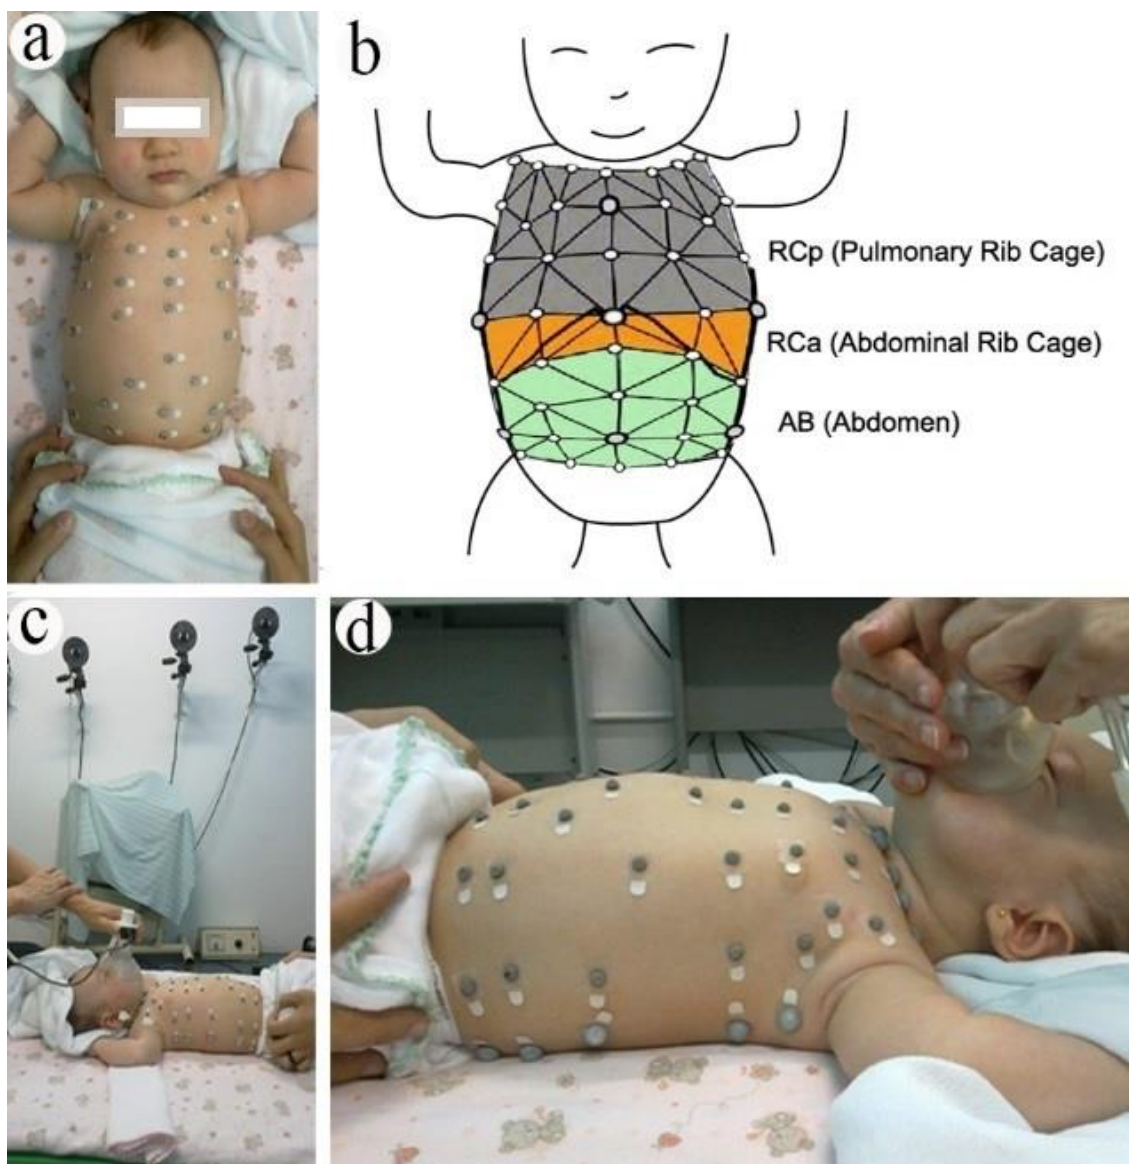 a
b
RCp (Pulmonary Rib Cage)
RCa (Abdominal Rib Cage)
AB (Abdomen)
c
d